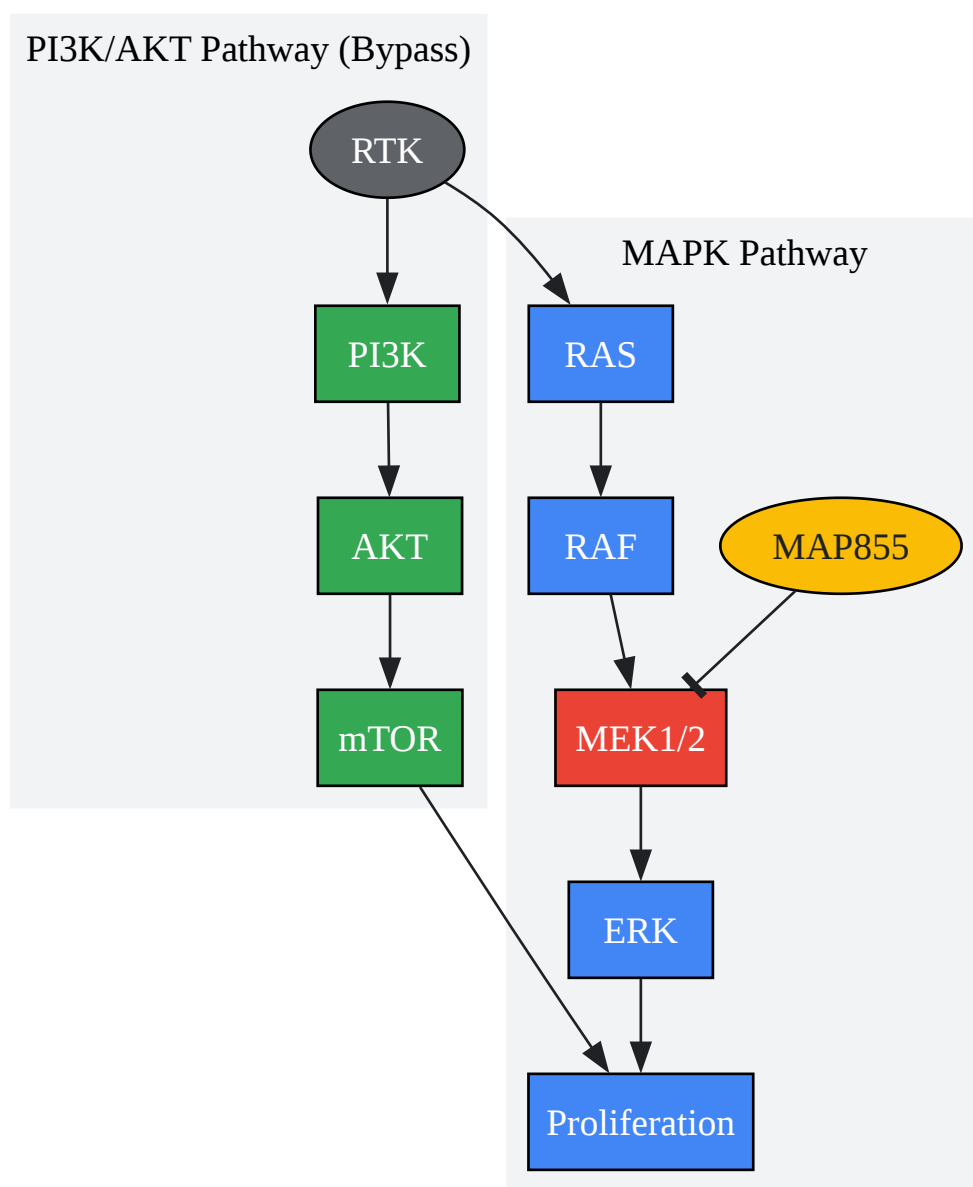 PI3K/AKT Pathway (Bypass)
RTK
MAPK Pathway
PI3K
RAS
AKT
RAF
MAP855
mTOR
MEK1/2
ERK
Proliferation